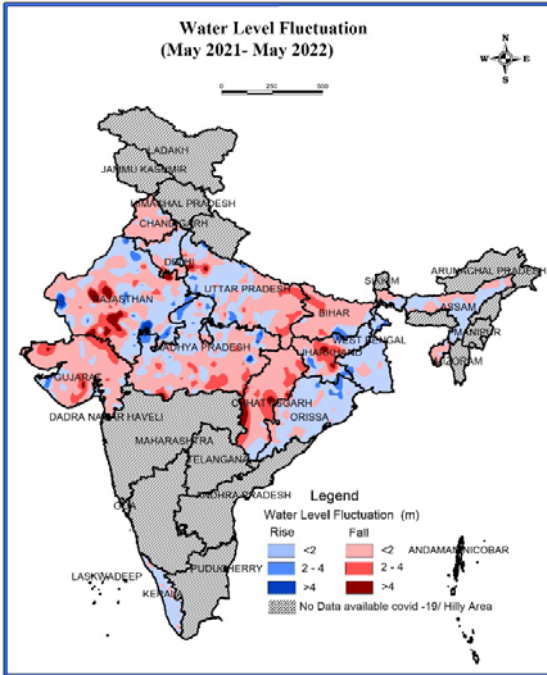 Water Level Fluctuation
(May 2021- May 2022)
N
W E
S
0 250 500
LADAKH
JAMMU KASHMIR
HIMACHAL PRADESH
CHANDIGARH
DELHI
ARUNACHAL PRADESH
SIKKIM
RAJASTHAN
UTTAR PRADESH
ASSAM
BIHAR
MANIPUR
WEST BENGAL
MADHYA PRADESH
JHARKHAND
MIZORAM
GUJARAT
CHHATTISGARH
DADRA NAGAR HAVELI
ORISSA
MAHARASHTRA
TELANGANA
GOA
ANDHRA PRADESH
Legend
Water Level Fluctuation (m)
Rise Fall
<2 <2
ANDAMAN NICOBAR
2 - 4 2 - 4
LASKWADEEP
PUDUCHERRY
>4 >4
KERALA
No Data available covid -19/ Hilly Area